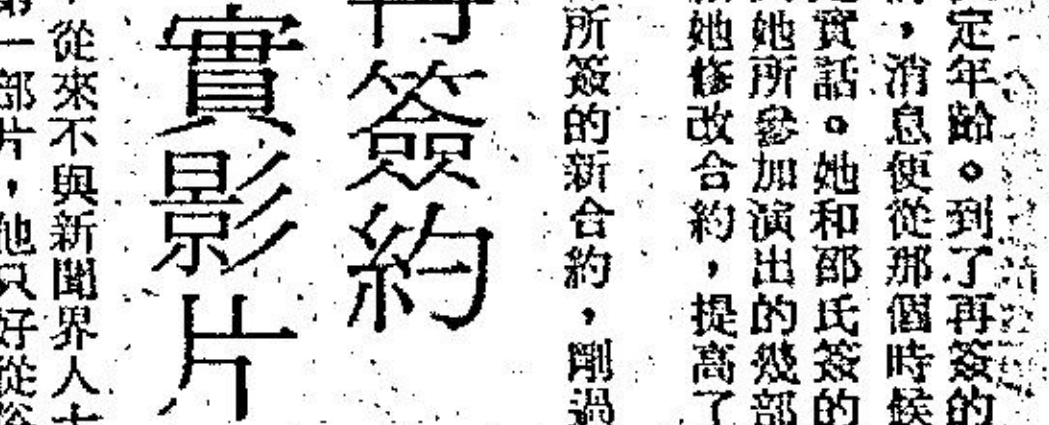 定年齡。到了再簽的
，消息便從那個時候
實話。她和邵氏簽的
她所參加演出的幾部
她修改合約，提高了
所簽的新合約，剛過
簽約
實影片
從來不與新聞界人士
一部片，他只好從